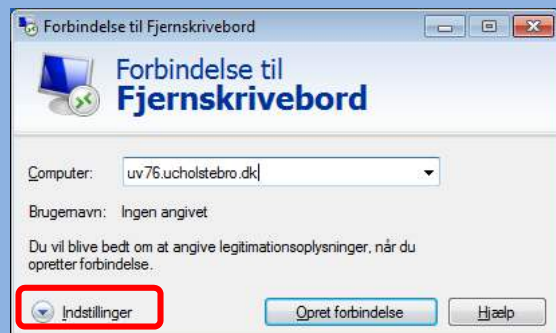 Forbindelse til Fjernskrivebord
Forbindelse til
Fjernskrivebord
Computer: uv76.ucholstebro.dk
Brugernavn: Ingen angivet
Du vil blive bedt om at angive legitimationsoplysninger, når du
opretter forbindelse.
Indstillinger Opret forbindelse Hjælp